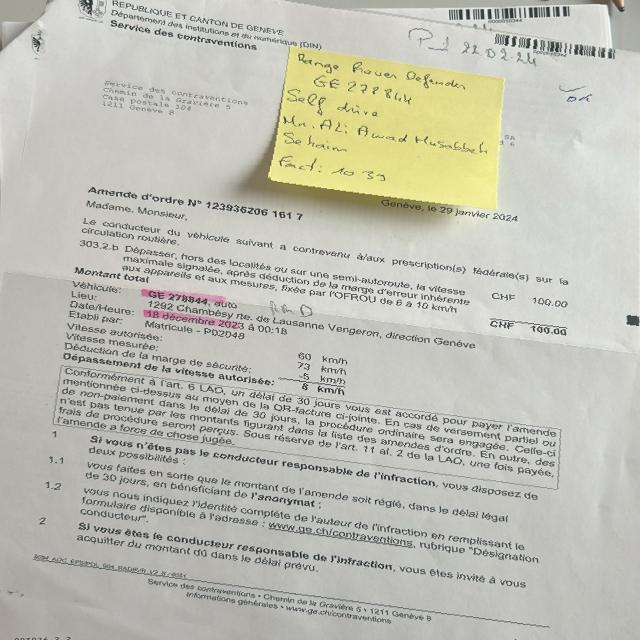 REPUBLIQUE ET CANTON DE GENEVE
Département des institutions et du numérique (DIN)
Service des contraventions
22.02.24
ok
Range Rover Defender
GE 278844
Self drive
Mr. Ali Awad Musabbeh
Fact: 1039
Service des contraventions
Chemin de la Gravière 5
Case postale 104
1211 Genève 8
SA
Genève, le 29 janvier 2024
Amende d'ordre N° 123936206 161 7
Madame, Monsieur,
Le conducteur du véhicule suivant a contrevenu à/aux prescription(s) fédérale(s) sur la
circulation routière.
303.2.b Dépasser, hors des localités ou sur une semi-autoroute, la vitesse
maximale signalée, après déduction de la marge d'erreur inhérente
aux appareils et aux mesures, fixée par l'OFROU de 6 à 10 km/h CHF 100.00
Montant total CHF 100.00
Véhicule: GE 278844, auto
Lieu: 1292 Chambésy rte. de Lausanne Vengeron, direction Genève
Date/Heure: 18 décembre 2023 à 00:18
Etabli par: Matricule - PD2048
Vitesse autorisée: 60 km/h
Vitesse mesurée: 73 km/h
Déduction de la marge de sécurité: -5 km/h
Dépassement de la vitesse autorisée: 8 km/h
Conformément à l'art. 6 LAO, un délai de 30 jours vous est accordé pour payer l'amende
mentionnée ci-dessus au moyen de la QR-facture ci-jointe. En cas de versement partiel ou
de non-paiement dans le délai de 30 jours, la procédure ordinaire sera engagée. Celle-ci
n'est pas tenue par les montants figurant dans la liste des amendes d'ordre. En outre, des
frais de procédure seront perçus. Sous réserve de l'art. 11 al. 2 de la LAO, une fois payée,
l'amende a force de chose jugée.
1 Si vous n'êtes pas le conducteur responsable de l'infraction, vous disposez de
deux possibilités :
1.1 vous faites en sorte que le montant de l'amende soit réglé, dans le délai légal
de 30 jours, en bénéficiant de l'anonymat ;
1.2 vous nous indiquez l'identité complète de l'auteur de l'infraction en remplissant le
formulaire disponible à l'adresse : www.ge.ch/contraventions, rubrique "Désignation
conducteur".
2 Si vous êtes le conducteur responsable de l'infraction, vous êtes invité à vous
acquitter du montant dû dans le délai prévu.
Service des contraventions • Chemin de la Gravière 5 • 1211 Genève 8
Informations générales • www.ge.ch/contraventions